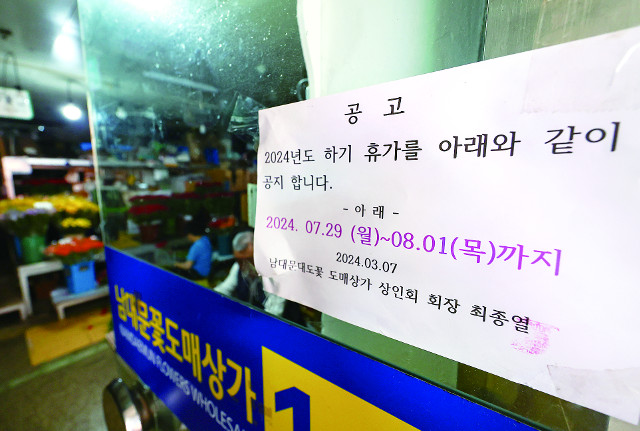 공 고
2024년도 하기 휴가를 아래와 같이
공지 합니다.
- 아 래 -
2024. 07.29 (월)~08.01(목)까지
2024.03.07
남대문대도꽃 도매상가 상인회 회장 최종열
남대문꽃도매상가
NAMDAEMUN FLOWERS WHOLESA
1